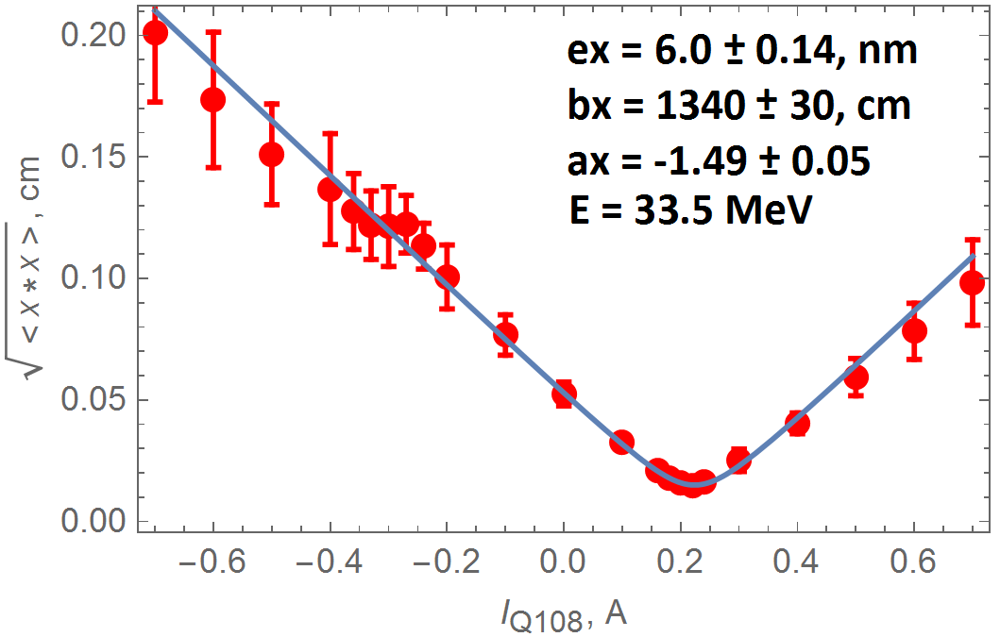 ex = 6.0 ± 0.14, nm
bx = 1340 ± 30, cm
ax = -1.49 ± 0.05
E = 33.5 MeV
√< x * x >, cm
0.20
0.15
0.10
0.05
0.00
−0.6 −0.4 −0.2 0.0 0.2 0.4 0.6
IQ108, A